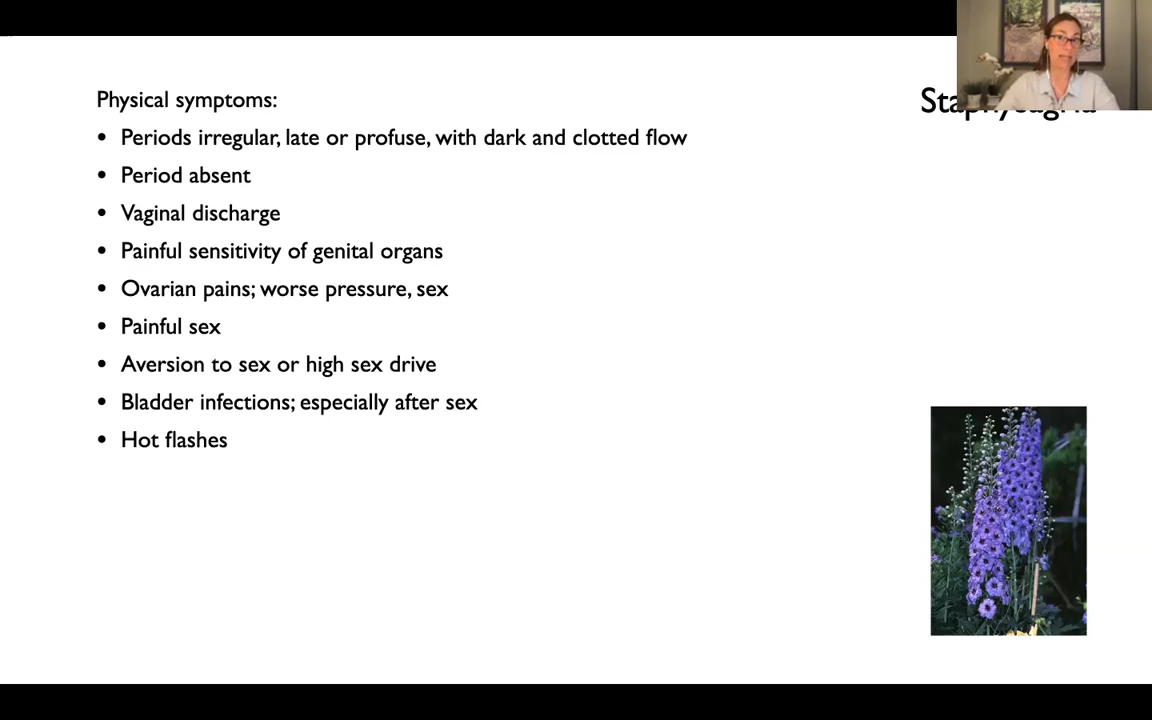 Physical symptoms:
• Periods irregular, late or profuse, with dark and clotted flow
• Period absent
• Vaginal discharge
• Painful sensitivity of genital organs
• Ovarian pains; worse pressure, sex
• Painful sex
• Aversion to sex or high sex drive
• Bladder infections; especially after sex
• Hot flashes